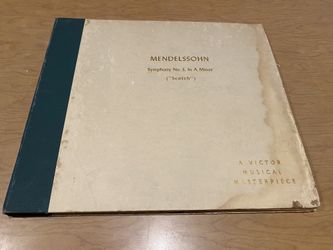 MENDELSSOHN
Symphony No. 3, In A Minor
("Scotch")
A VICTOR
MUSICAL
MASTERPIECE